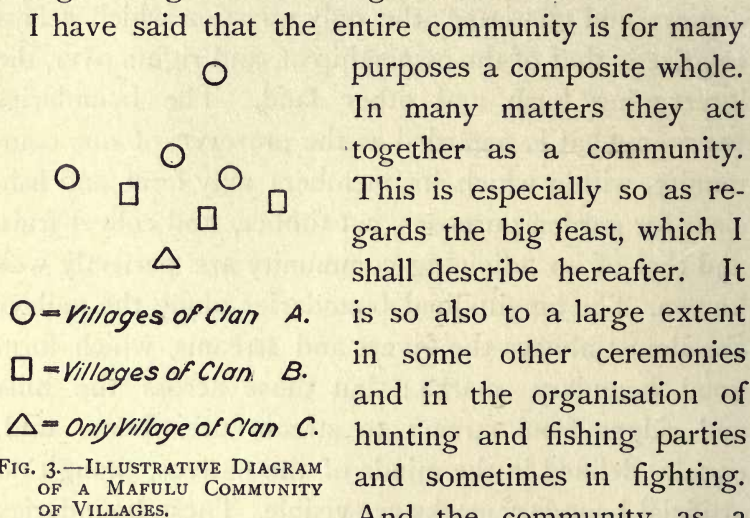 I have said that the entire community is for many
purposes a composite whole.
In many matters they act
together as a community.
This is especially so as re-
gards the big feast, which I
shall describe hereafter. It
is so also to a large extent
in some other ceremonies
and in the organisation of
hunting and fishing parties
and sometimes in fighting.
And the community as a
○=Villages of Clan A.
□=Villages of Clan B.
△=Only Village of Clan C.
FIG. 3.—ILLUSTRATIVE DIAGRAM
OF A MAFULU COMMUNITY
OF VILLAGES.